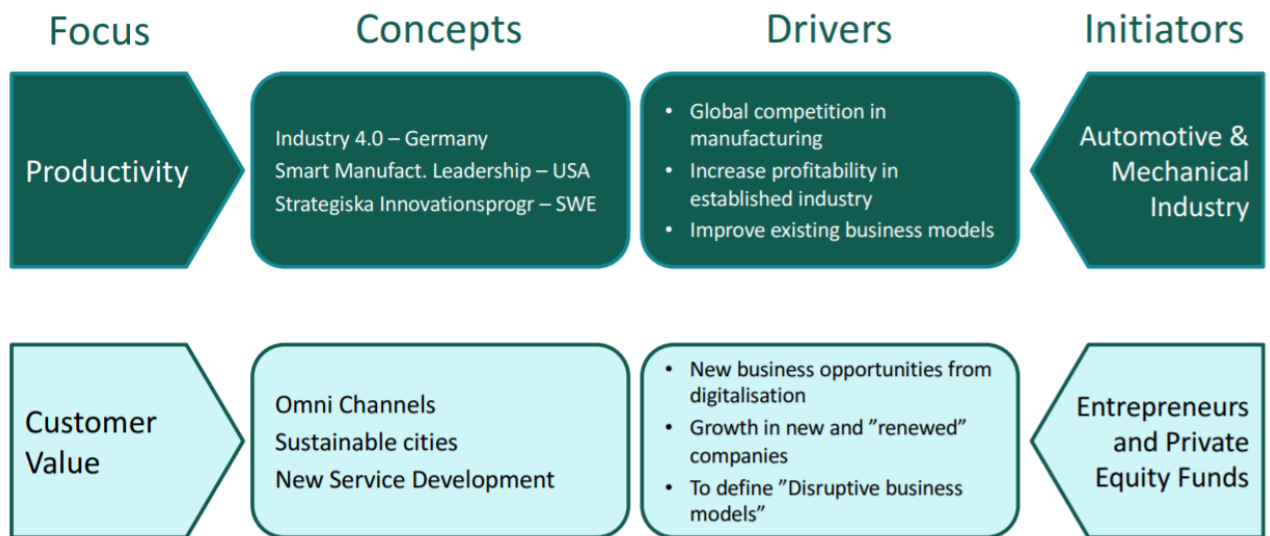 Focus
Concepts
Drivers
Initiators
Productivity
Industry 4.0 – Germany
Smart Manufact. Leadership – USA
Strategiska Innovationsprogr – SWE
• Global competition in
manufacturing
• Increase profitability in
established industry
• Improve existing business models
Automotive &
Mechanical
Industry
Customer
Value
Omni Channels
Sustainable cities
New Service Development
• New business opportunities from
digitalisation
• Growth in new and ”renewed”
companies
• To define ”Disruptive business
models”
Entrepreneurs
and Private
Equity Funds